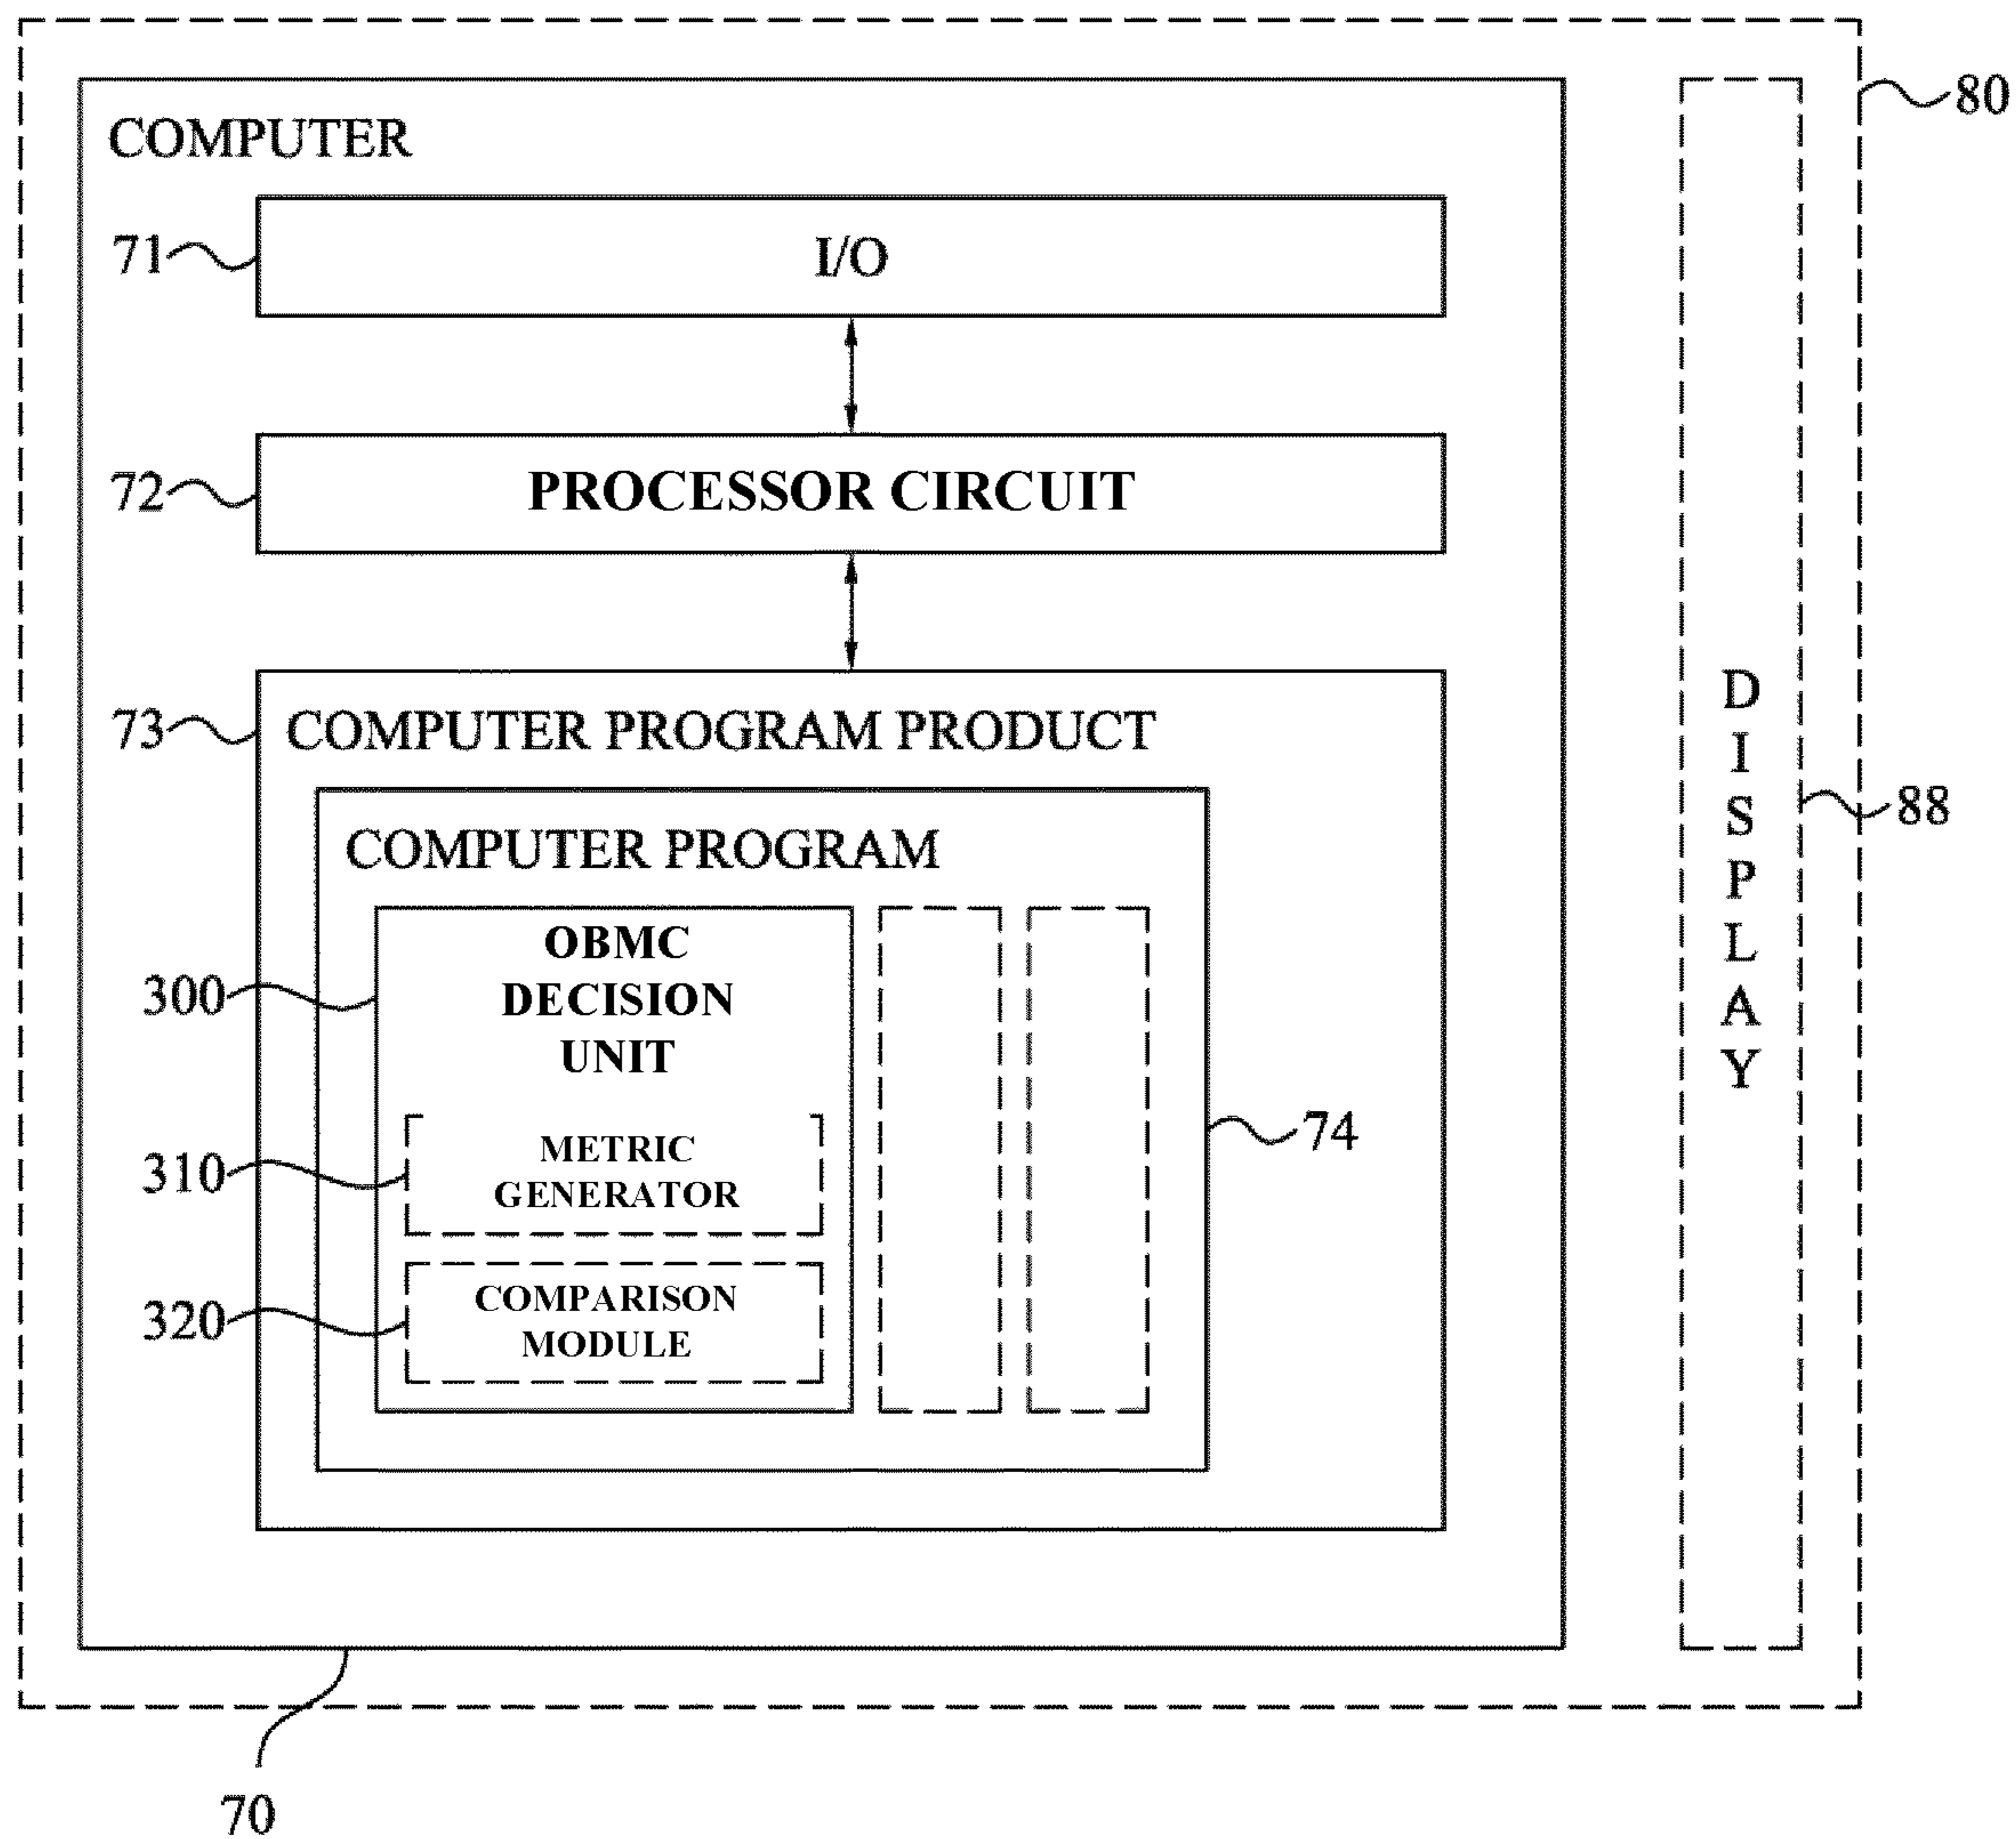 80
COMPUTER
71
I/O
72
PROCESSOR CIRCUIT
73
COMPUTER PROGRAM PRODUCT
COMPUTER PROGRAM
300
OBMC
DECISION
UNIT
310
METRIC
GENERATOR
320
COMPARISON
MODULE
74
DISPLAY
88
70